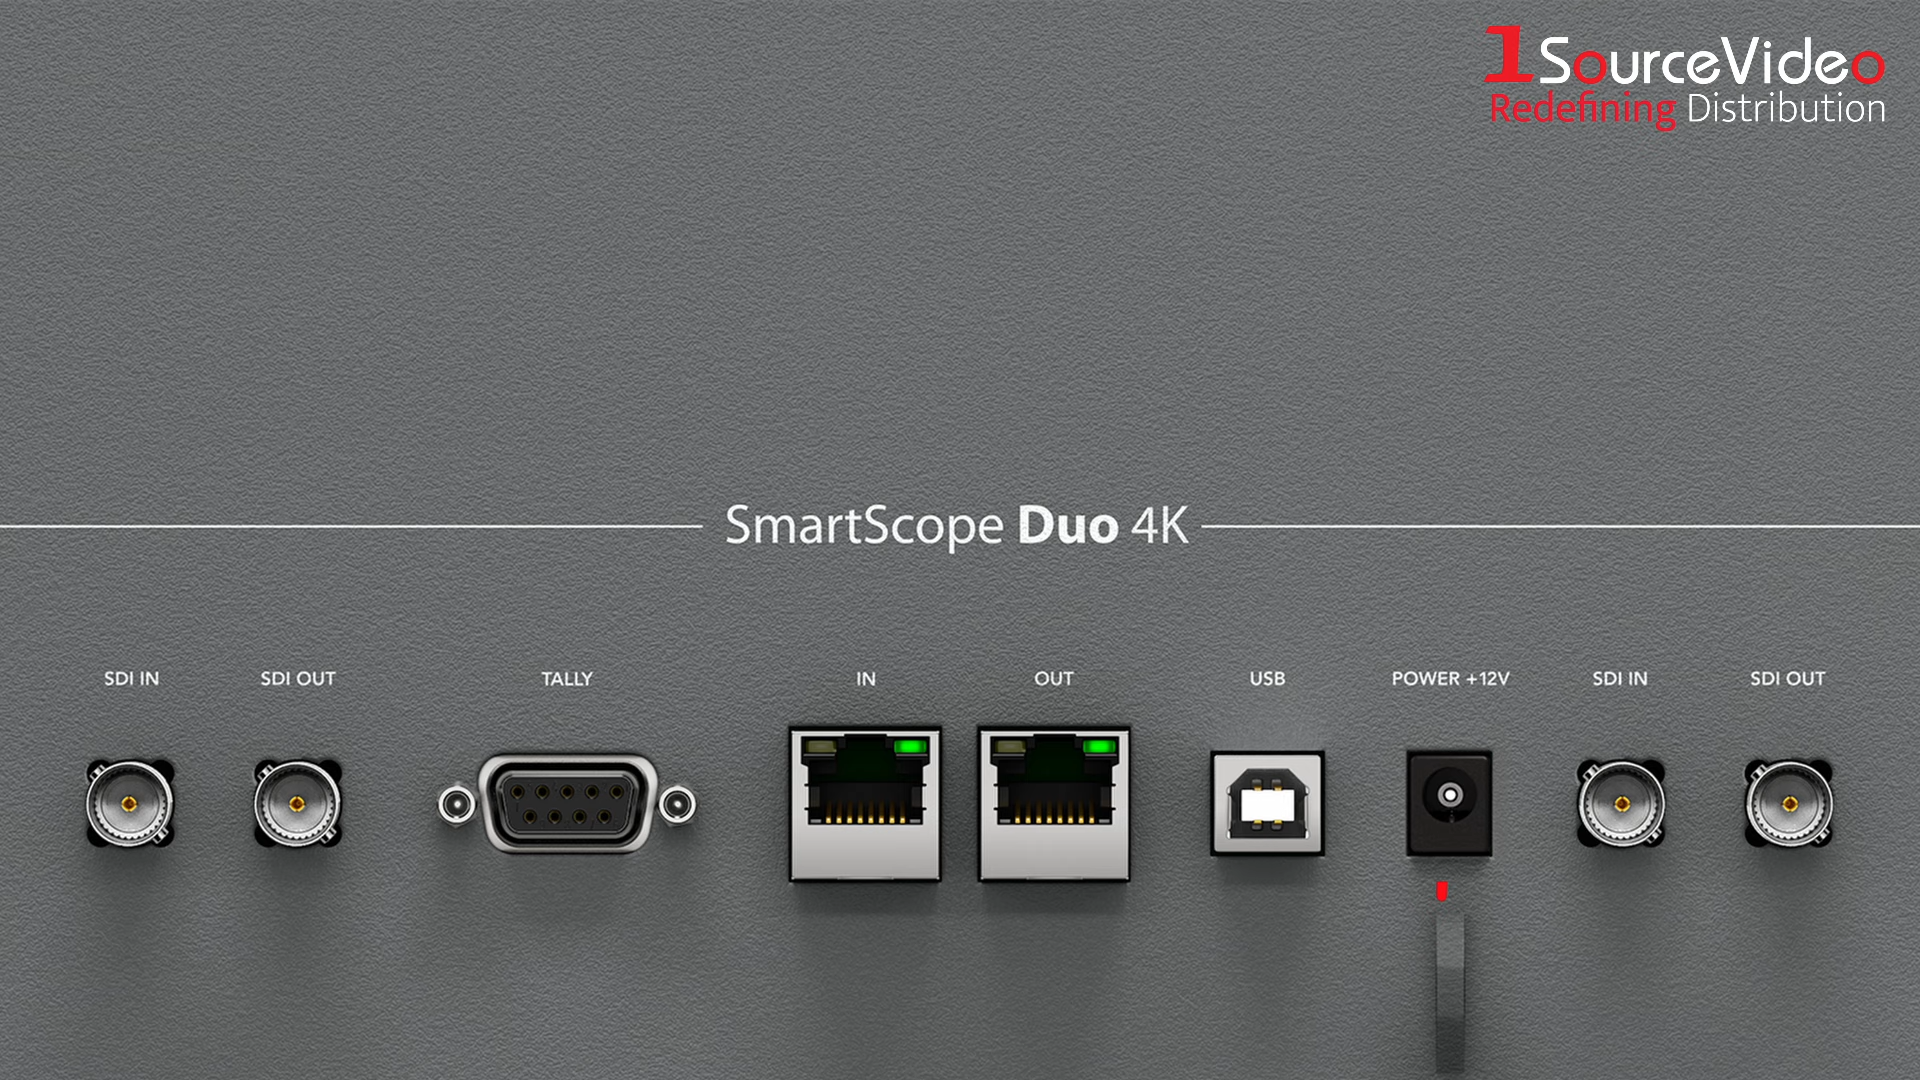 1SourceVideo
Redefining Distribution
SmartScope Duo 4K
SDI IN
SDI OUT
TALLY
IN
OUT
USB
POWER +12V
SDI IN
SDI OUT